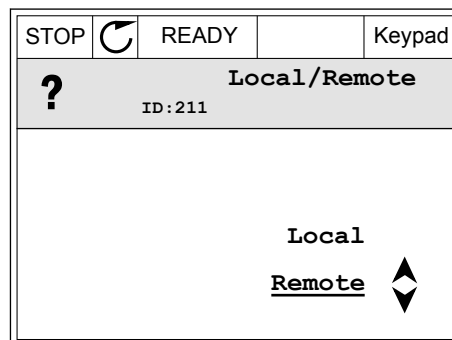 STOP READY Keypad
? Local/Remote
ID:211
Local
Remote